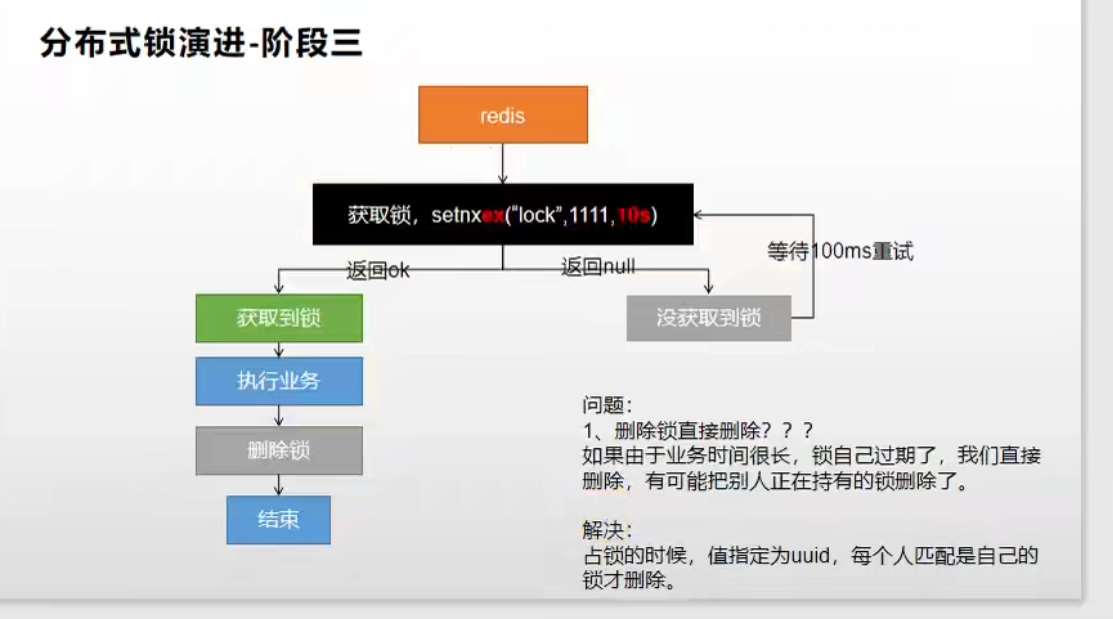 分布式锁演进-阶段三
redis
获取锁，setnxex(“lock”,1111,10s)
等待100ms重试
返回ok
返回null
获取到锁
没获取到锁
执行业务
删除锁
结束
问题：
1、删除锁直接删除？？？
如果由于业务时间很长，锁自己过期了，我们直接
删除，有可能把别人正在持有的锁删除了。
解决：
占锁的时候，值指定为uuid，每个人匹配是自己的
锁才删除。